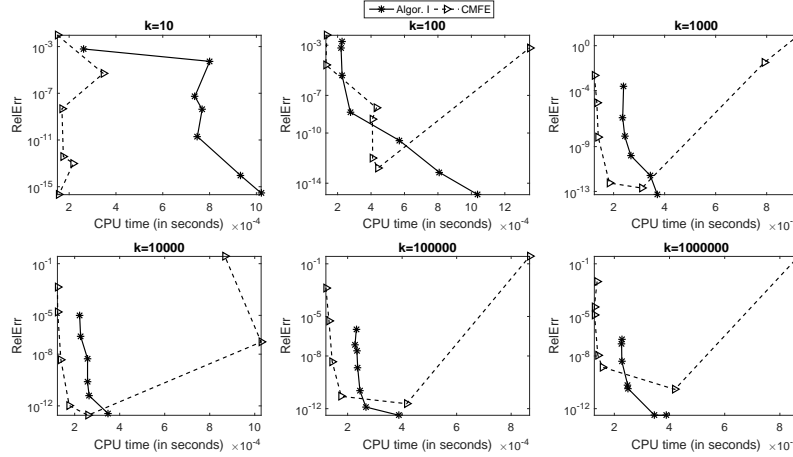 Algor. I CMFE
k=10
10^-3
10^-7
10^-11
10^-15
RelErr
2 4 6 8 10
CPU time (in seconds) ×10^-4
k=100
10^-3
10^-6
10^-10
10^-14
RelErr
2 4 6 8 10 12
CPU time (in seconds) ×10^-4
k=1000
10^0
10^-4
10^-9
10^-13
RelErr
2 4 6 8
CPU time (in seconds) ×10^-4
k=10000
10^-1
10^-5
10^-8
10^-12
RelErr
2 4 6 8 10
CPU time (in seconds) ×10^-4
k=100000
10^-1
10^-5
10^-8
10^-12
RelErr
2 4 6 8
CPU time (in seconds) ×10^-4
k=1000000
10^-1
10^-5
10^-8
10^-12
RelErr
2 4 6 8
CPU time (in seconds) ×10^-4